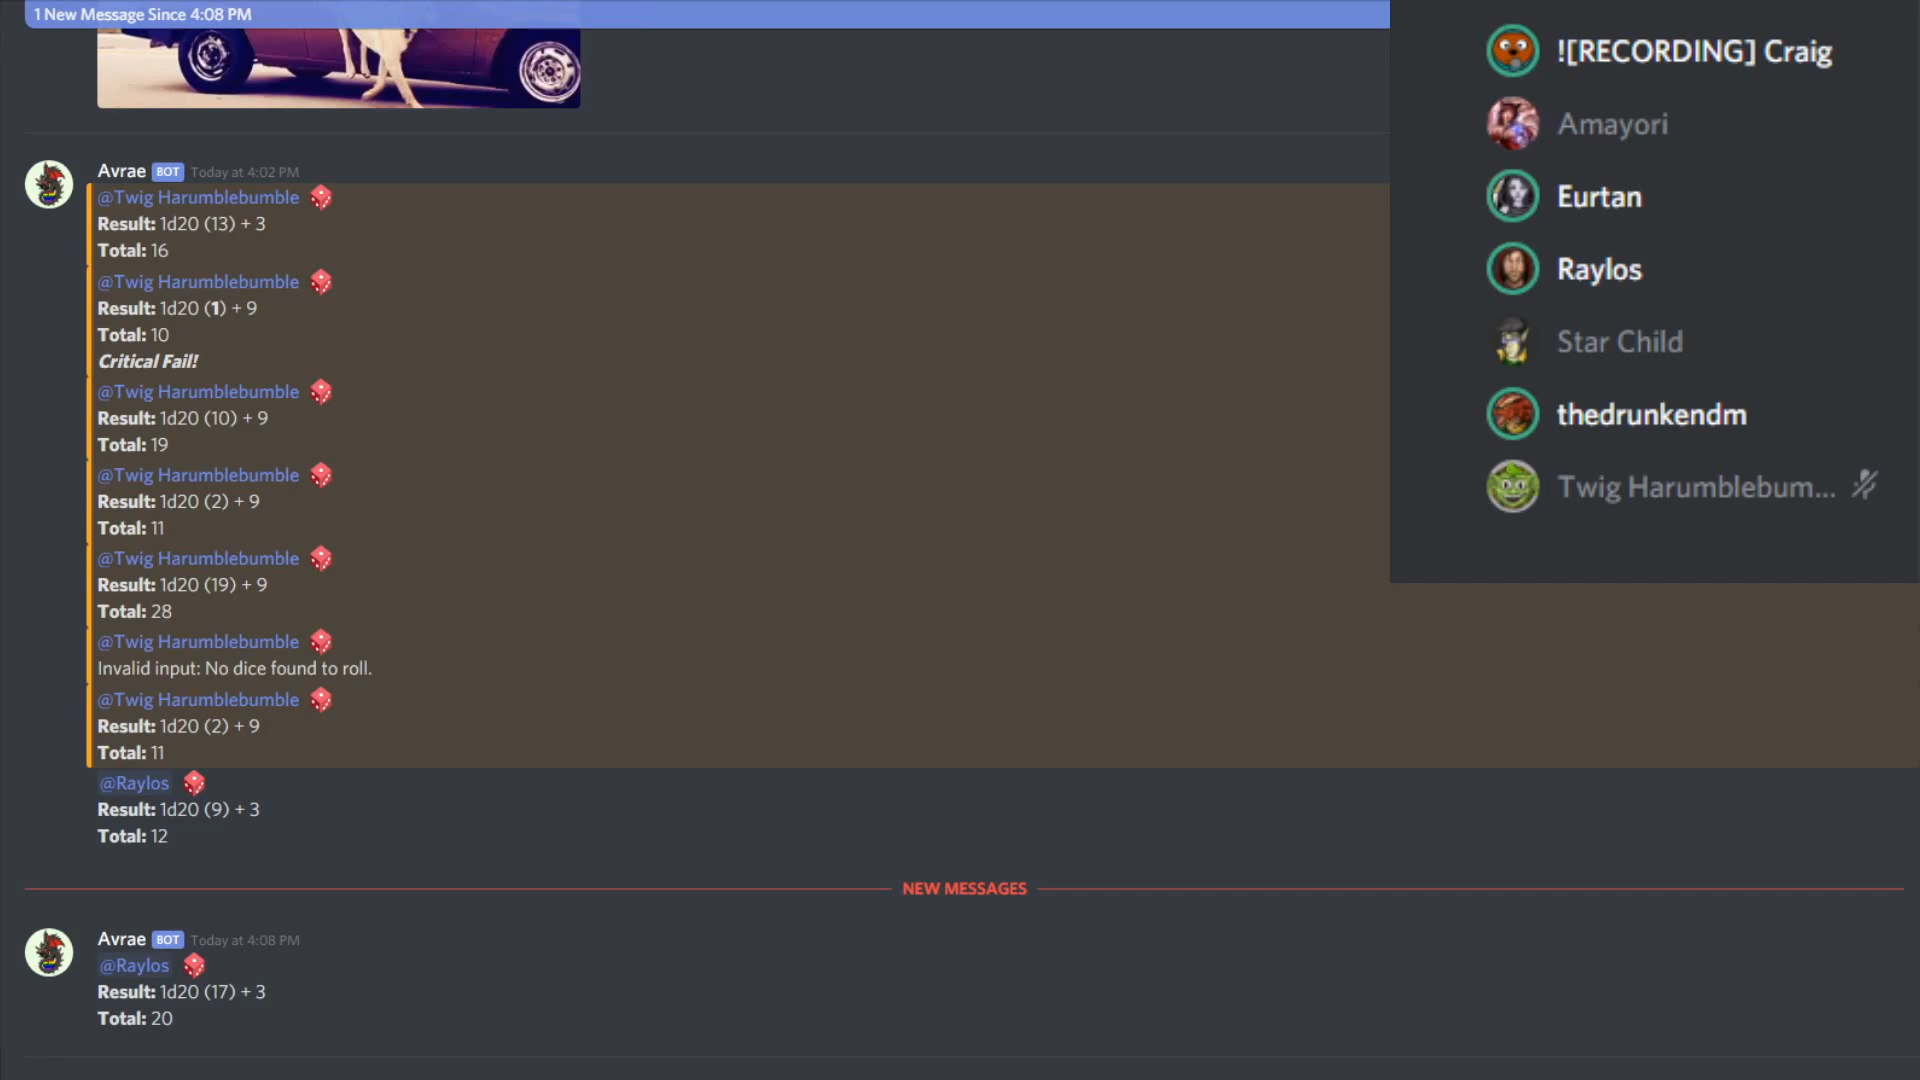 1 New Message Since 4:08 PM
Avrae BOT Today at 4:02 PM
@Twig Harumblebumble
Result: 1d20 (13) + 3
Total: 16
@Twig Harumblebumble
Result: 1d20 (1) + 9
Total: 10
Critical Fail!
@Twig Harumblebumble
Result: 1d20 (10) + 9
Total: 19
@Twig Harumblebumble
Result: 1d20 (2) + 9
Total: 11
@Twig Harumblebumble
Result: 1d20 (19) + 9
Total: 28
@Twig Harumblebumble
Invalid input: No dice found to roll.
@Twig Harumblebumble
Result: 1d20 (2) + 9
Total: 11
@Raylos
Result: 1d20 (9) + 3
Total: 12
NEW MESSAGES
Avrae BOT Today at 4:08 PM
@Raylos
Result: 1d20 (17) + 3
Total: 20
![RECORDING] Craig
Amayori
Eurtan
Raylos
Star Child
thedrunkendm
Twig Harumblebum...